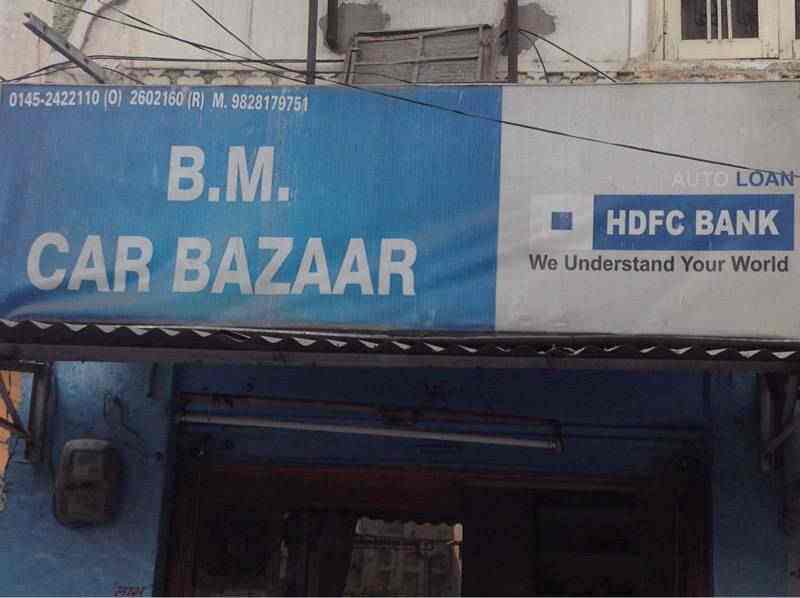 0145-2422110 (O) 2602160 (R) M. 9828179751
B.M.
CAR BAZAAR
AUTO LOAN
HDFC BANK
We Understand Your World